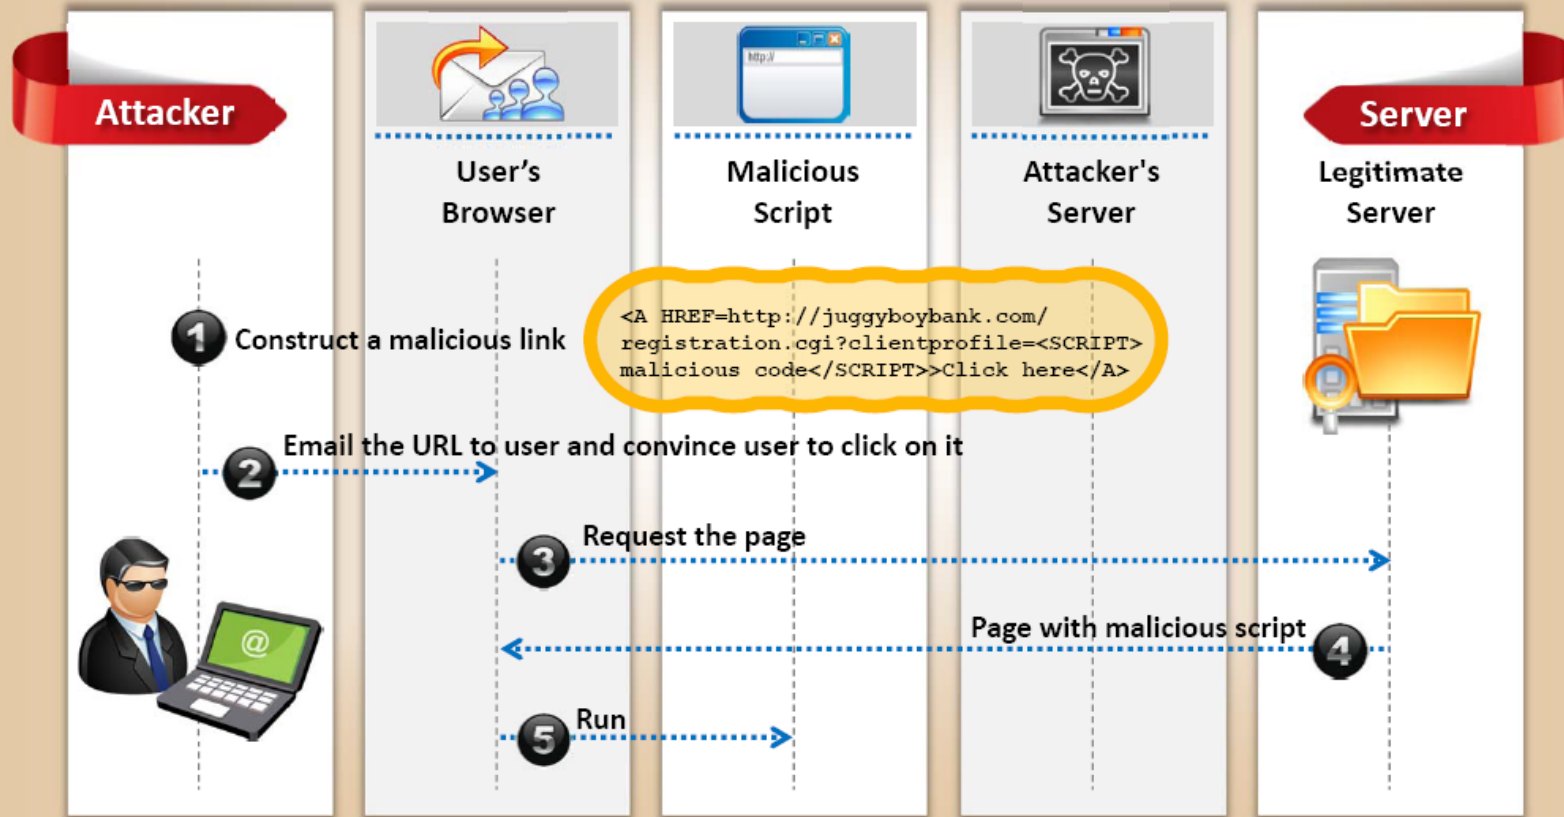 Attacker
Server
http://
User's
Browser
Malicious
Script
Attacker's
Server
Legitimate
Server
1 Construct a malicious link
<A HREF=http://juggyboybank.com/
registration.cgi?clientprofile=<SCRIPT>
malicious code</SCRIPT>>Click here</A>
2 Email the URL to user and convince user to click on it
3 Request the page
@
Page with malicious script 4
5 Run